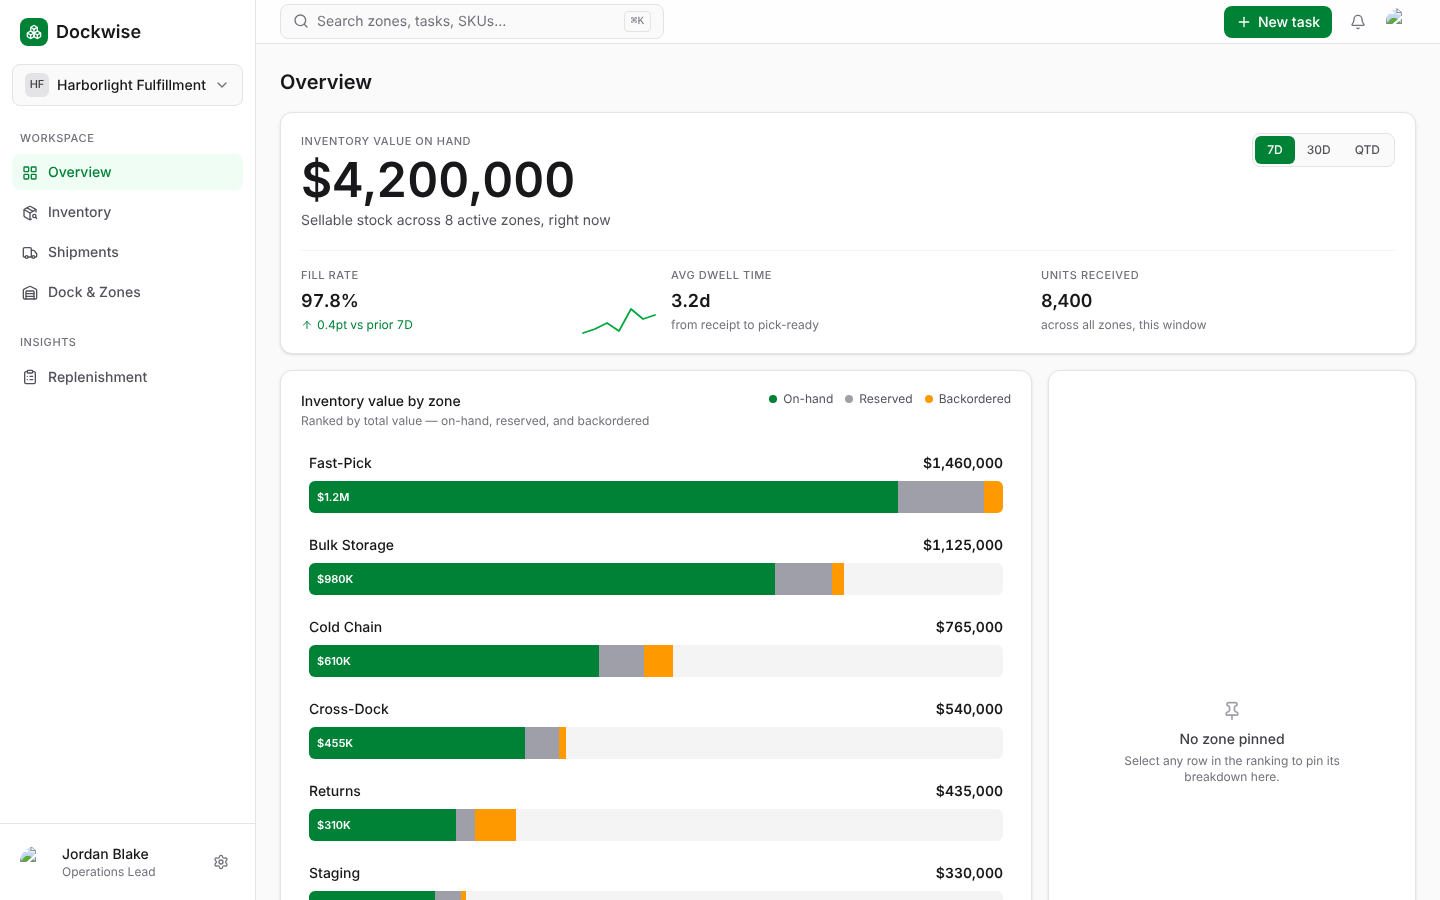 Dockwise
HF Harborlight Fulfillment
WORKSPACE
Overview
Inventory
Shipments
Dock & Zones
INSIGHTS
Replenishment
Jordan Blake
Operations Lead
Search zones, tasks, SKUs...
⌘K
New task
Overview
INVENTORY VALUE ON HAND
$4,200,000
Sellable stock across 8 active zones, right now
7D 30D QTD
FILL RATE
97.8%
↑ 0.4pt vs prior 7D
AVG DWELL TIME
3.2d
from receipt to pick-ready
UNITS RECEIVED
8,400
across all zones, this window
Inventory value by zone
Ranked by total value — on-hand, reserved, and backordered
On-hand Reserved Backordered
Fast-Pick $1,460,000
$1.2M
Bulk Storage $1,125,000
$980K
Cold Chain $765,000
$610K
Cross-Dock $540,000
$455K
Returns $435,000
$310K
Staging $330,000
No zone pinned
Select any row in the ranking to pin its
breakdown here.